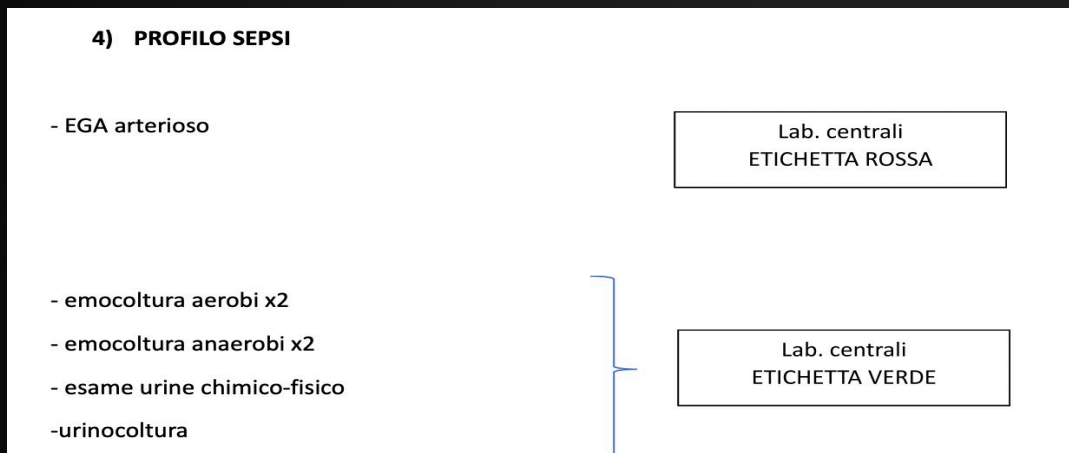 4) PROFILO SEPSI
- EGA arterioso
Lab. centrali
ETICHETTA ROSSA
- emocoltura aerobi x2
- emocoltura anaerobi x2
- esame urine chimico-fisico
-urinocoltura
Lab. centrali
ETICHETTA VERDE